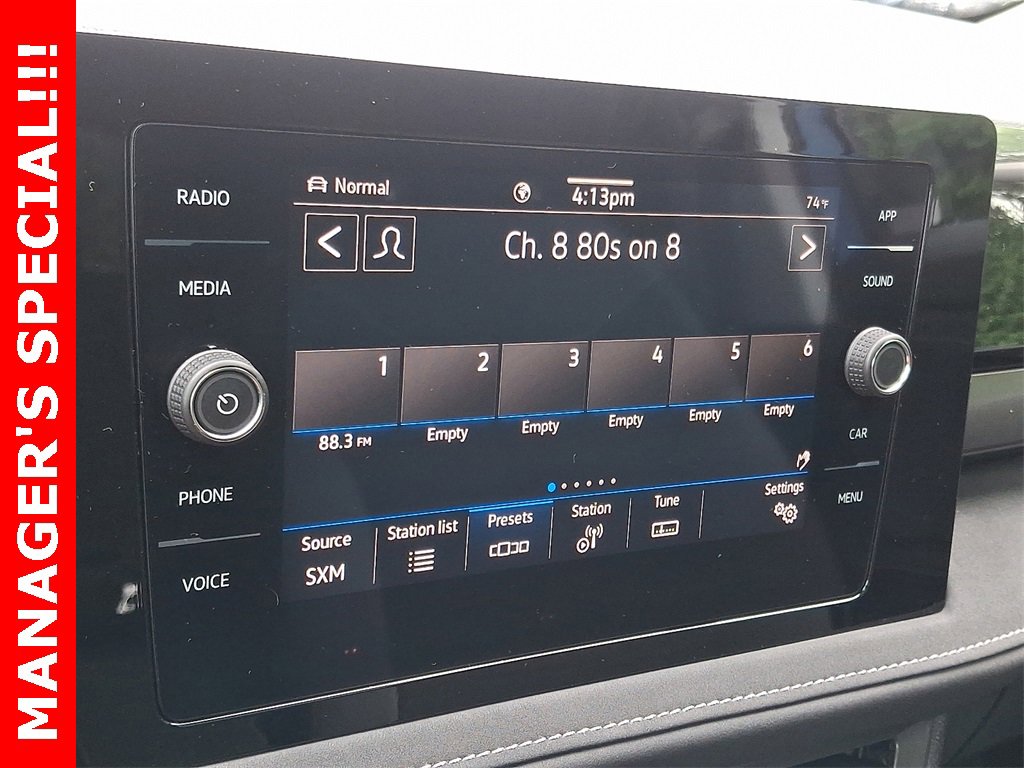 MANAGER'S SPECIAL!!!
RADIO
MEDIA
PHONE
VOICE
Normal
4:13pm
74°F
<
>
Ch. 8 80s on 8
1
2
3
4
5
6
88.3 FM
Empty
Empty
Empty
Empty
Empty
Source
SXM
Station list
Presets
Station
Tune
Settings
APP
SOUND
CAR
MENU